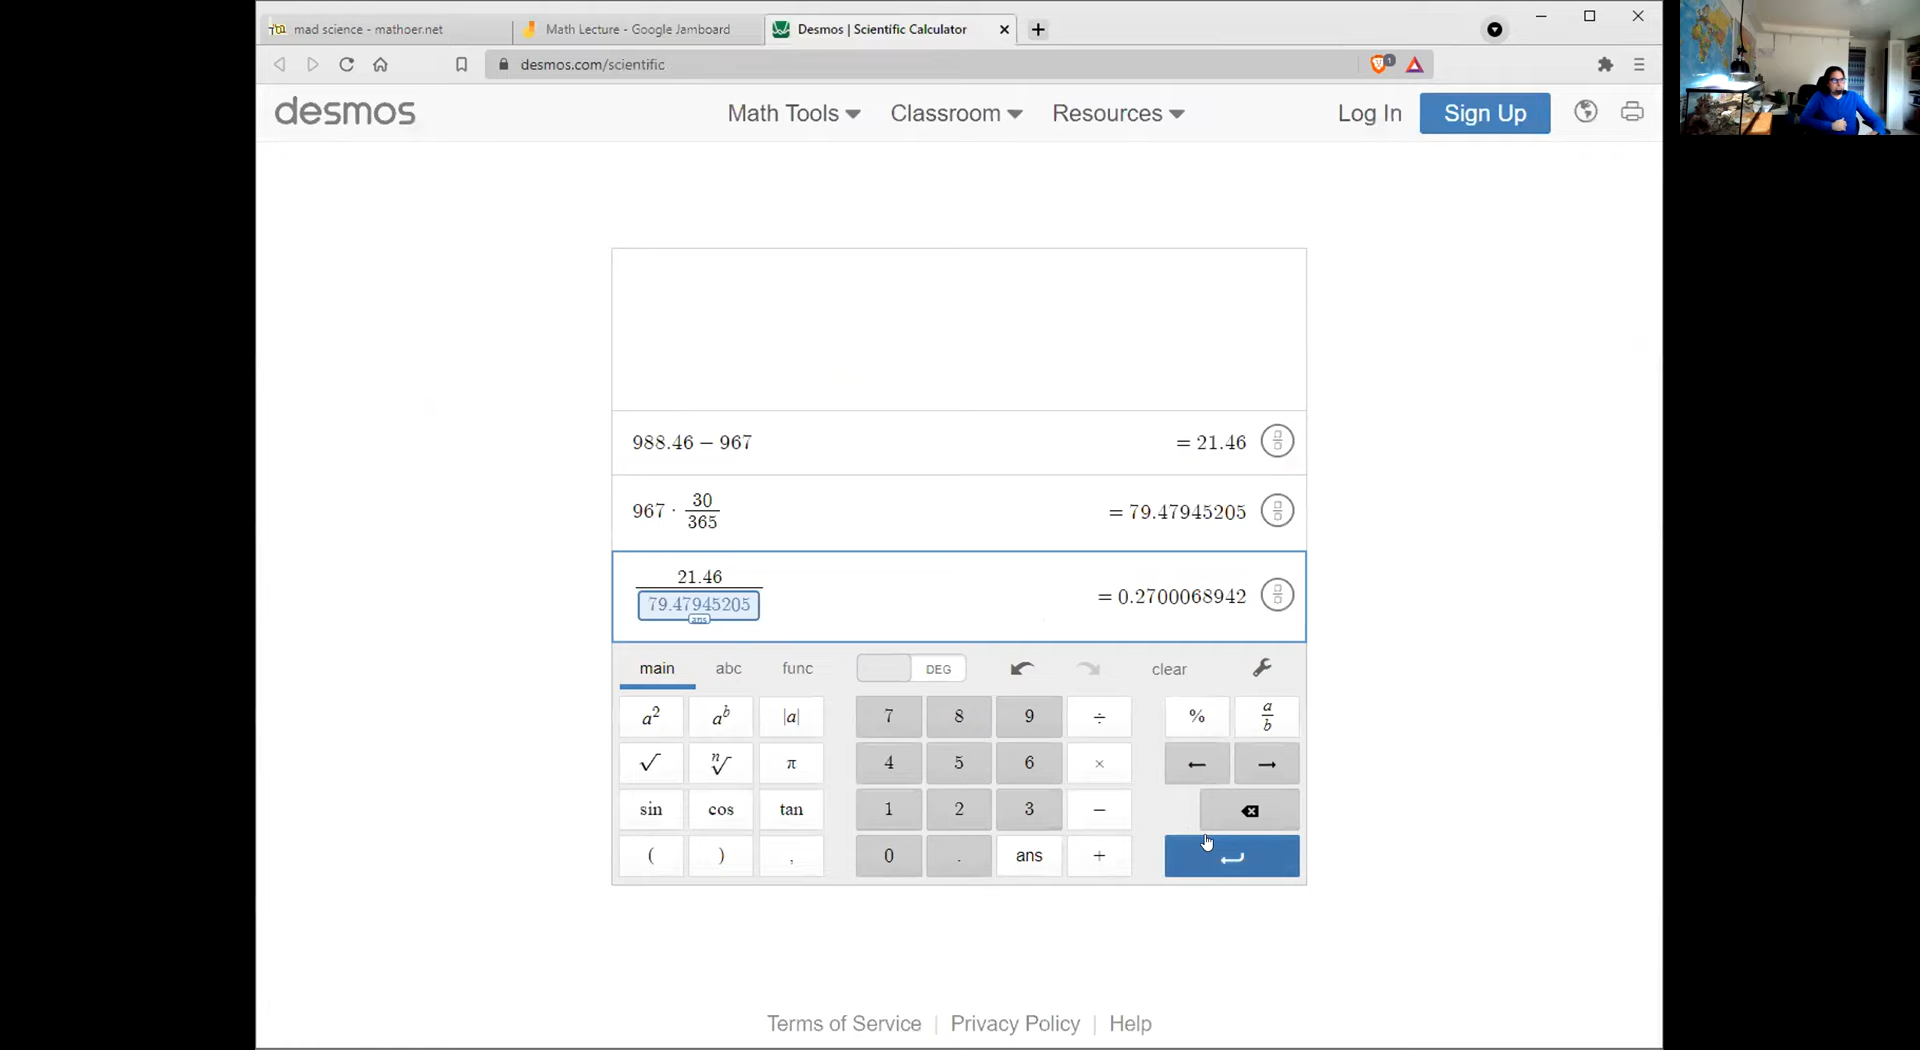 mad science - mathoer.net
Math Lecture - Google Jamboard
Desmos | Scientific Calculator
desmos.com/scientific
1
desmos
Math Tools
Classroom
Resources
Log In
Sign Up
988.46 − 967
= 21.46
967 · 30/365
= 79.47945205
21.46/79.47945205
ans
= 0.2700068942
main
abc
func
DEG
clear
a² aᵇ |a| 7 8 9 ÷ % a/b
√ ⁿ√ π 4 5 6 × ← →
sin cos tan 1 2 3 −
( ) , 0 . ans +
Terms of Service | Privacy Policy | Help